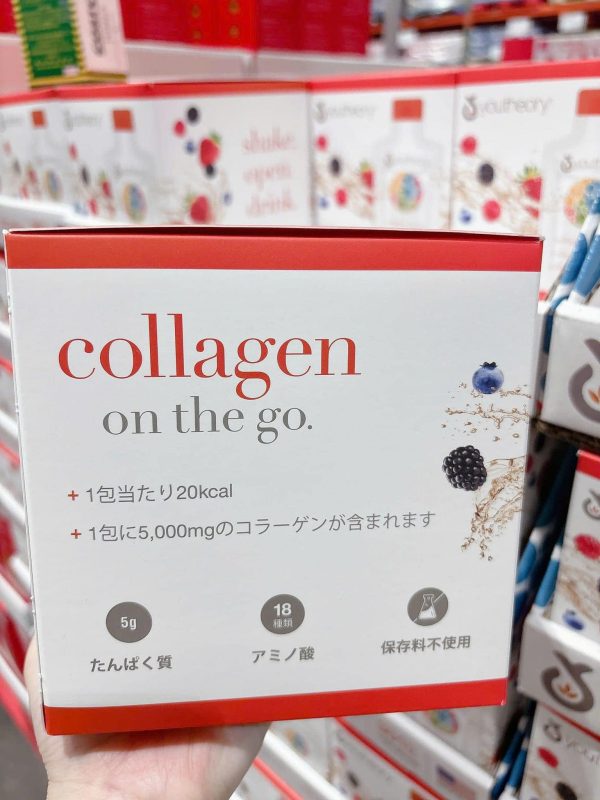 youtheory
youtheory
youtheory
shake.
open.
drink.
collagen
on the go.
+ 1包当たり20kcal
+ 1包に5,000mgのコラーゲンが含まれます
5g
たんぱく質
18
種類
アミノ酸
保存料不使用